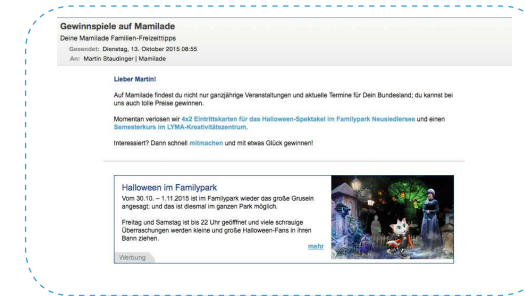 Gewinnspiele auf Mamilade
Deine Mamilade Familien-Freizeittipps
Gesendet: Dienstag, 13. Oktober 2015 08:55
An: Martin Staudinger | Mamilade
Lieber Martin!
Auf Mamilade findest du nicht nur ganzjährige Veranstaltungen und aktuelle Termine für Dein Bundesland; du kannst bei
uns auch tolle Preise gewinnen.
Momentan verlosen wir 4x2 Eintrittskarten für das Halloween-Spektakel im Familypark Neusiedlersee und einen
Semesterkurs im LYMA-Kreativitätszentrum.
Interessiert? Dann schnell mitmachen und mit etwas Glück gewinnen!
Halloween im Familypark
Vom 30.10. – 1.11.2015 ist im Familypark wieder das große Gruseln
angesagt; und das ist diesmal im ganzen Park möglich.
Freitag und Samstag ist bis 22 Uhr geöffnet und viele schraurige
Überraschungen werden kleine und große Halloween-Fans in ihren
Bann ziehen.
mehr
Werbung